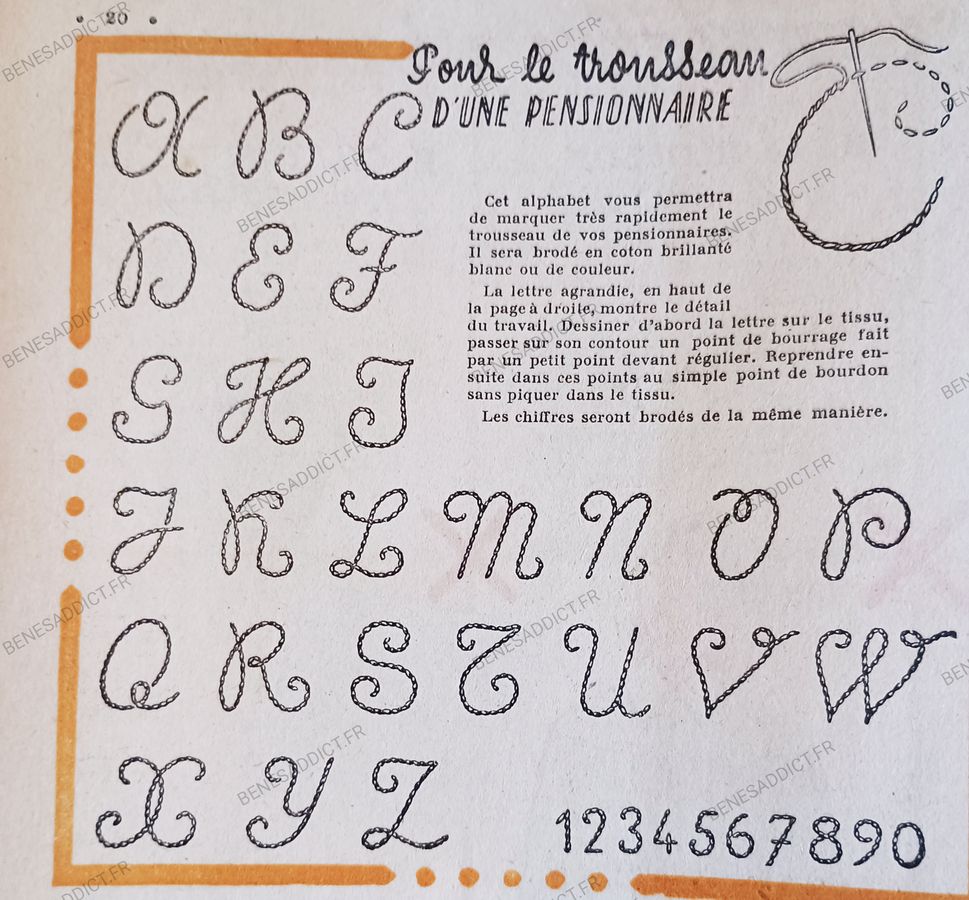 • 20 •
Pour le trousseau
D'UNE PENSIONNAIRE
A B C
D E F
G H I
Cet alphabet vous permettra
de marquer très rapidement le
trousseau de vos pensionnaires.
Il sera brodé en coton brillanté
blanc ou de couleur.
La lettre agrandie, en haut de
la page à droite, montre le détail
du travail. Dessiner d'abord la lettre sur le tissu,
passer sur son contour un point de bourrage fait
par un petit point devant régulier. Reprendre en-
suite dans ces points au simple point de bourdon
sans piquer dans le tissu.
Les chiffres seront brodés de la même manière.
J K L M N O P
Q R S T U V W
X Y Z
1234567890
BENESADDICT.FR